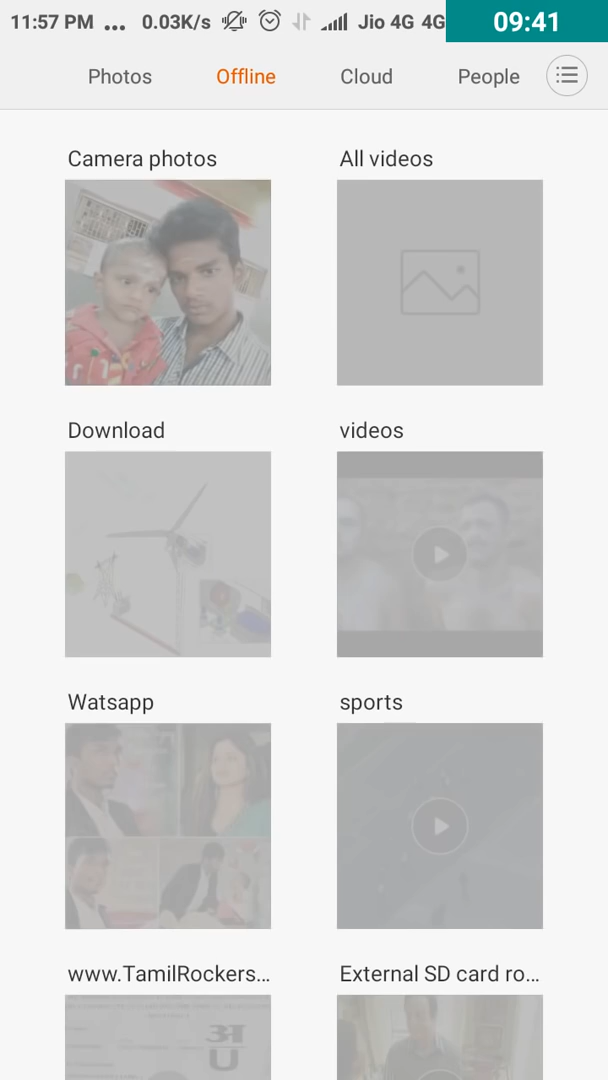 11:57 PM ... 0.03K/s Jio 4G 4G 09:41
Photos Offline Cloud People
Camera photos All videos
Download videos
Watsapp sports
www.TamilRockers... External SD card ro...
अ
U